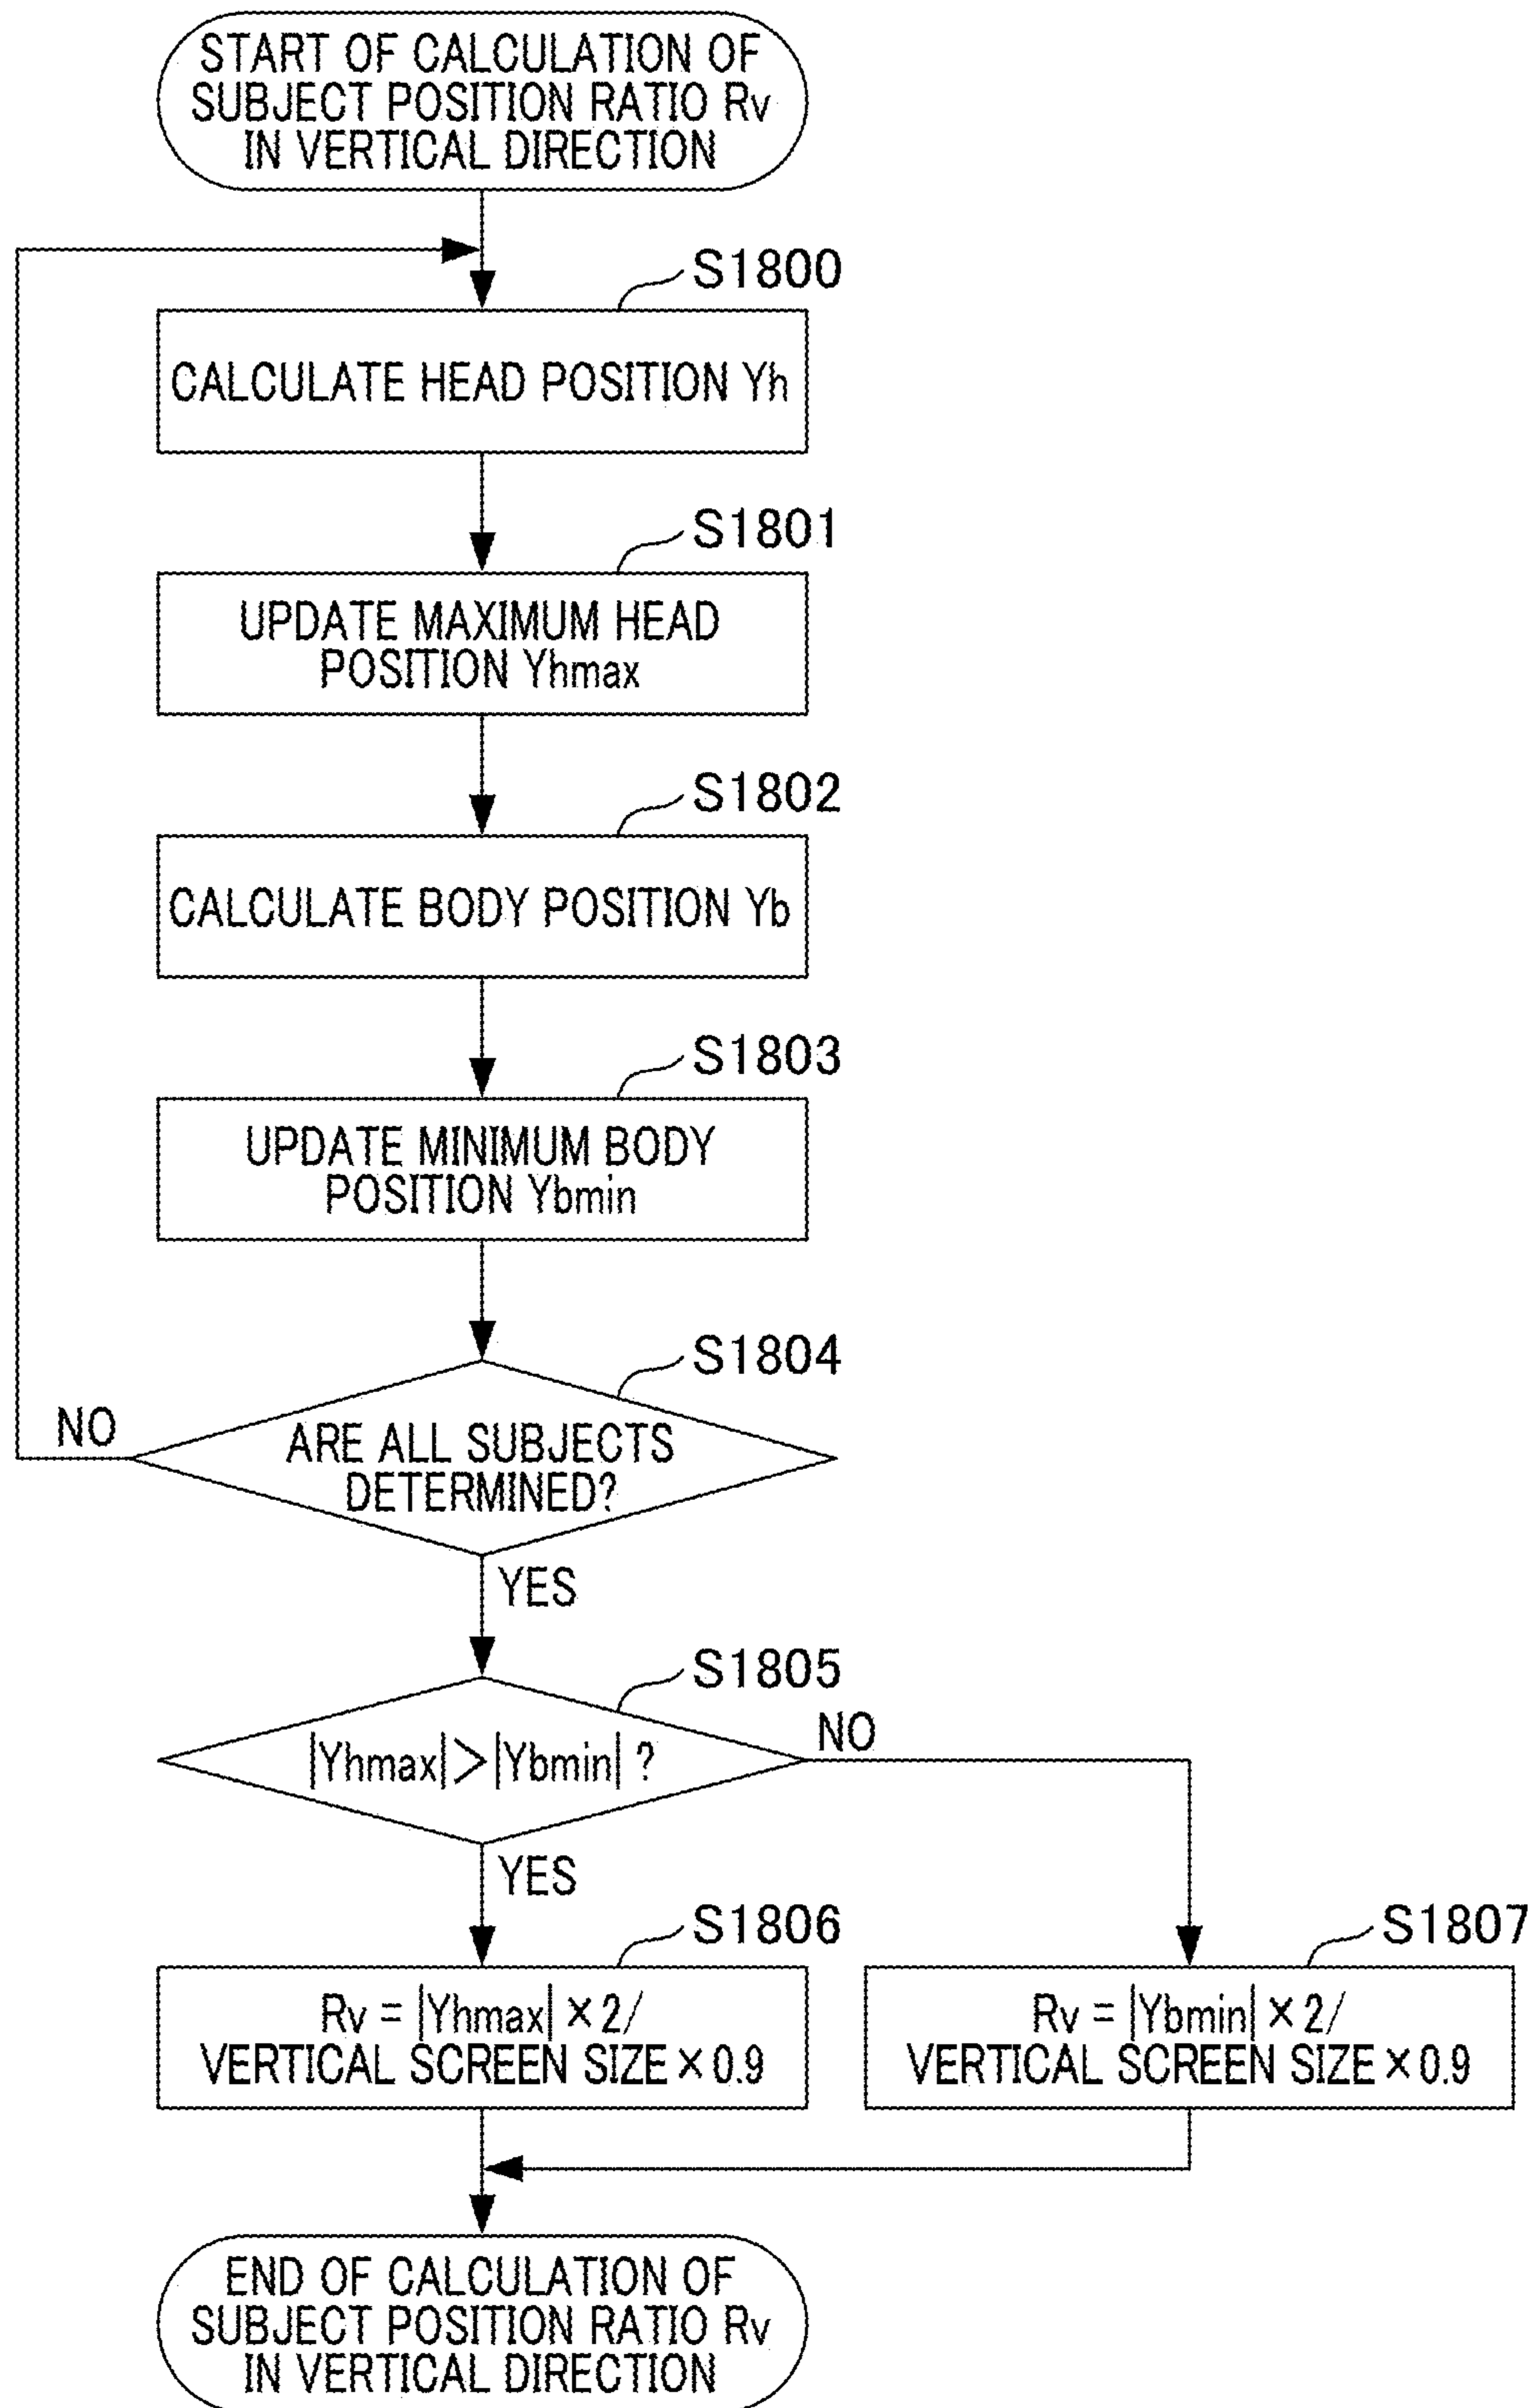 START OF CALCULATION OF
SUBJECT POSITION RATIO Rv
IN VERTICAL DIRECTION
S1800
CALCULATE HEAD POSITION Yh
S1801
UPDATE MAXIMUM HEAD
POSITION Yhmax
S1802
CALCULATE BODY POSITION Yb
S1803
UPDATE MINIMUM BODY
POSITION Ybmin
S1804
NO
ARE ALL SUBJECTS
DETERMINED?
YES
S1805
NO
|Yhmax|>|Ybmin| ?
YES
S1806
Rv = |Yhmax| × 2/
VERTICAL SCREEN SIZE × 0.9
S1807
Rv = |Ybmin| × 2/
VERTICAL SCREEN SIZE × 0.9
END OF CALCULATION OF
SUBJECT POSITION RATIO Rv
IN VERTICAL DIRECTION